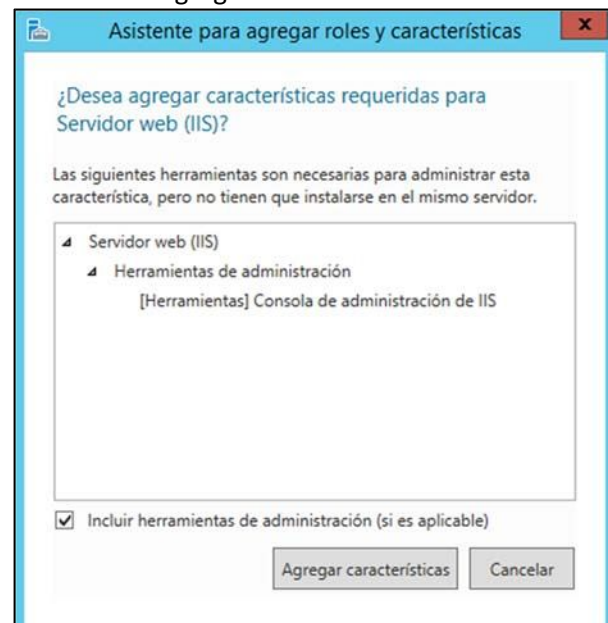 Asistente para agregar roles y características
x
¿Desea agregar características requeridas para
Servidor web (IIS)?
Las siguientes herramientas son necesarias para administrar esta
característica, pero no tienen que instalarse en el mismo servidor.
Servidor web (IIS)
Herramientas de administración
[Herramientas] Consola de administración de IIS
Incluir herramientas de administración (si es aplicable)
Agregar características Cancelar